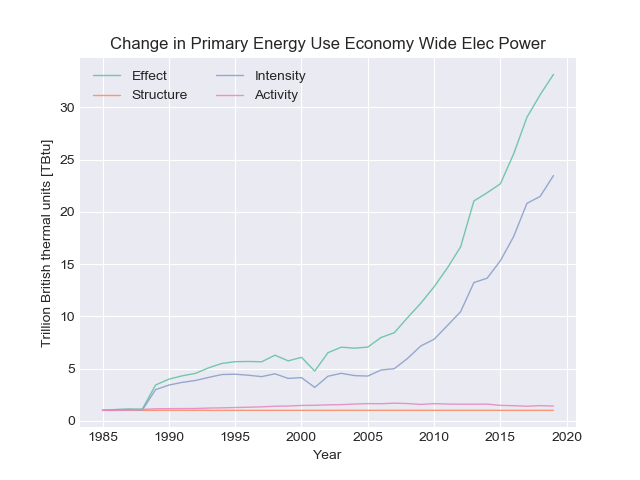 Change in Primary Energy Use Economy Wide Elec Power
Effect
Structure
Intensity
Activity
Trillion British thermal units [TBtu]
30
25
20
15
10
5
0
1985 1990 1995 2000 2005 2010 2015 2020
Year